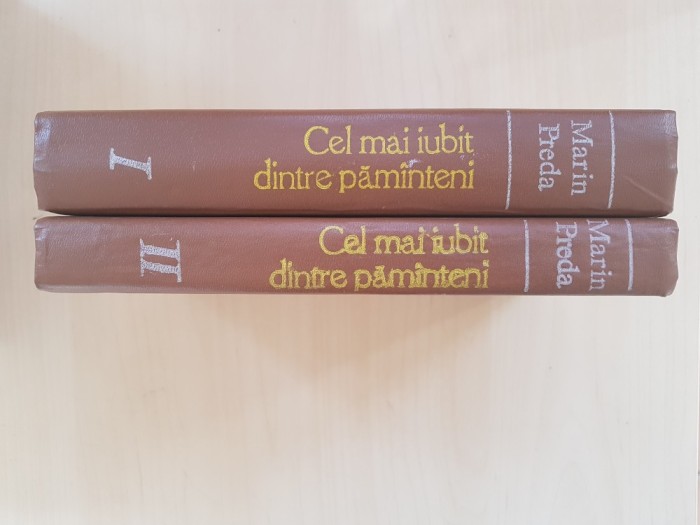 Marin
Preda
Cel mai iubit
dintre pămînteni
I
Marin
Preda
Cel mai iubit
dintre pămînteni
II